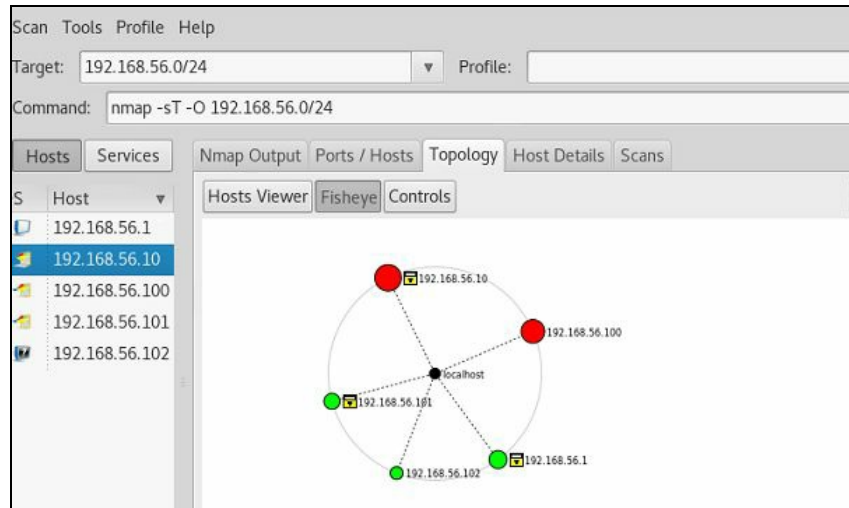 Scan Tools Profile Help
Target: 192.168.56.0/24 Profile:
Command: nmap -sT -O 192.168.56.0/24
Hosts Services Nmap Output Ports / Hosts Topology Host Details Scans
S Host Hosts Viewer Fisheye Controls
192.168.56.1
192.168.56.10
192.168.56.100
192.168.56.101
192.168.56.102
192.168.56.10
192.168.56.100
localhost
192.168.56.101
192.168.56.1
192.168.56.102